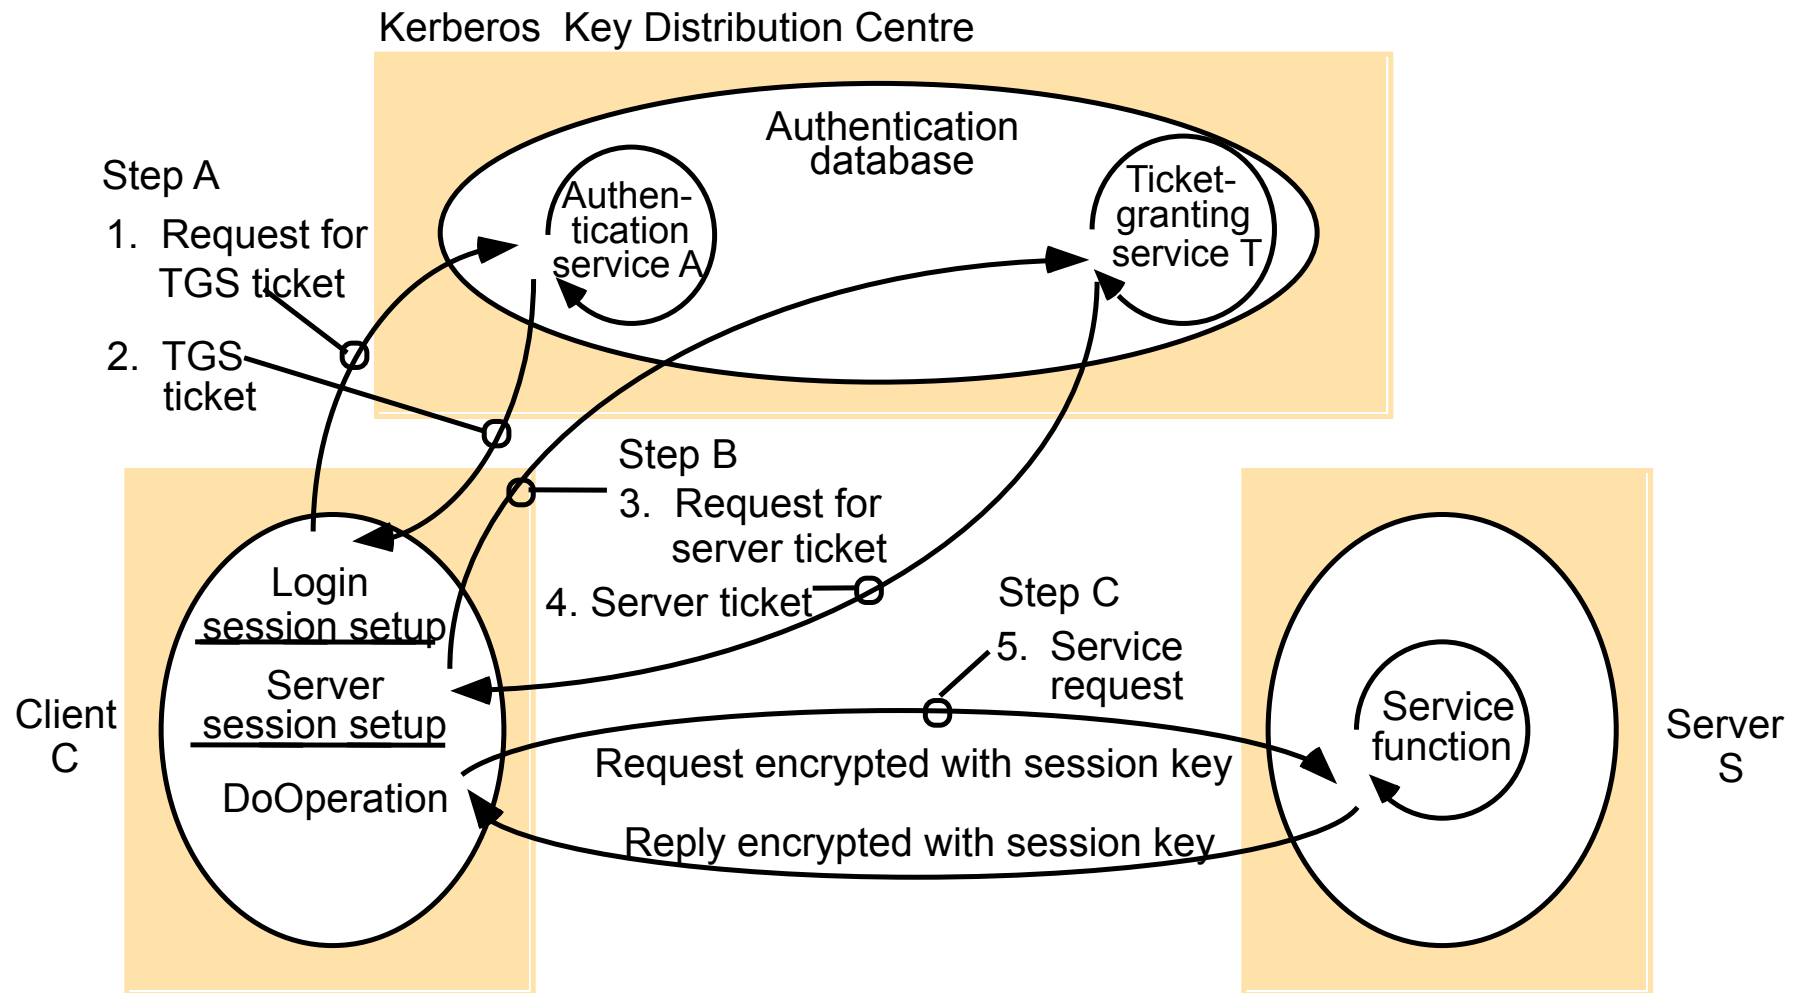 Kerberos Key Distribution Centre
Authentication
database
Authen-
tication
service A
Ticket-
granting
service T
Step A
1. Request for
TGS ticket
2. TGS
ticket
Step B
3. Request for
server ticket
4. Server ticket
Step C
5. Service
request
Login
session setup
Server
session setup
DoOperation
Client
C
Request encrypted with session key
Reply encrypted with session key
Service
function
Server
S